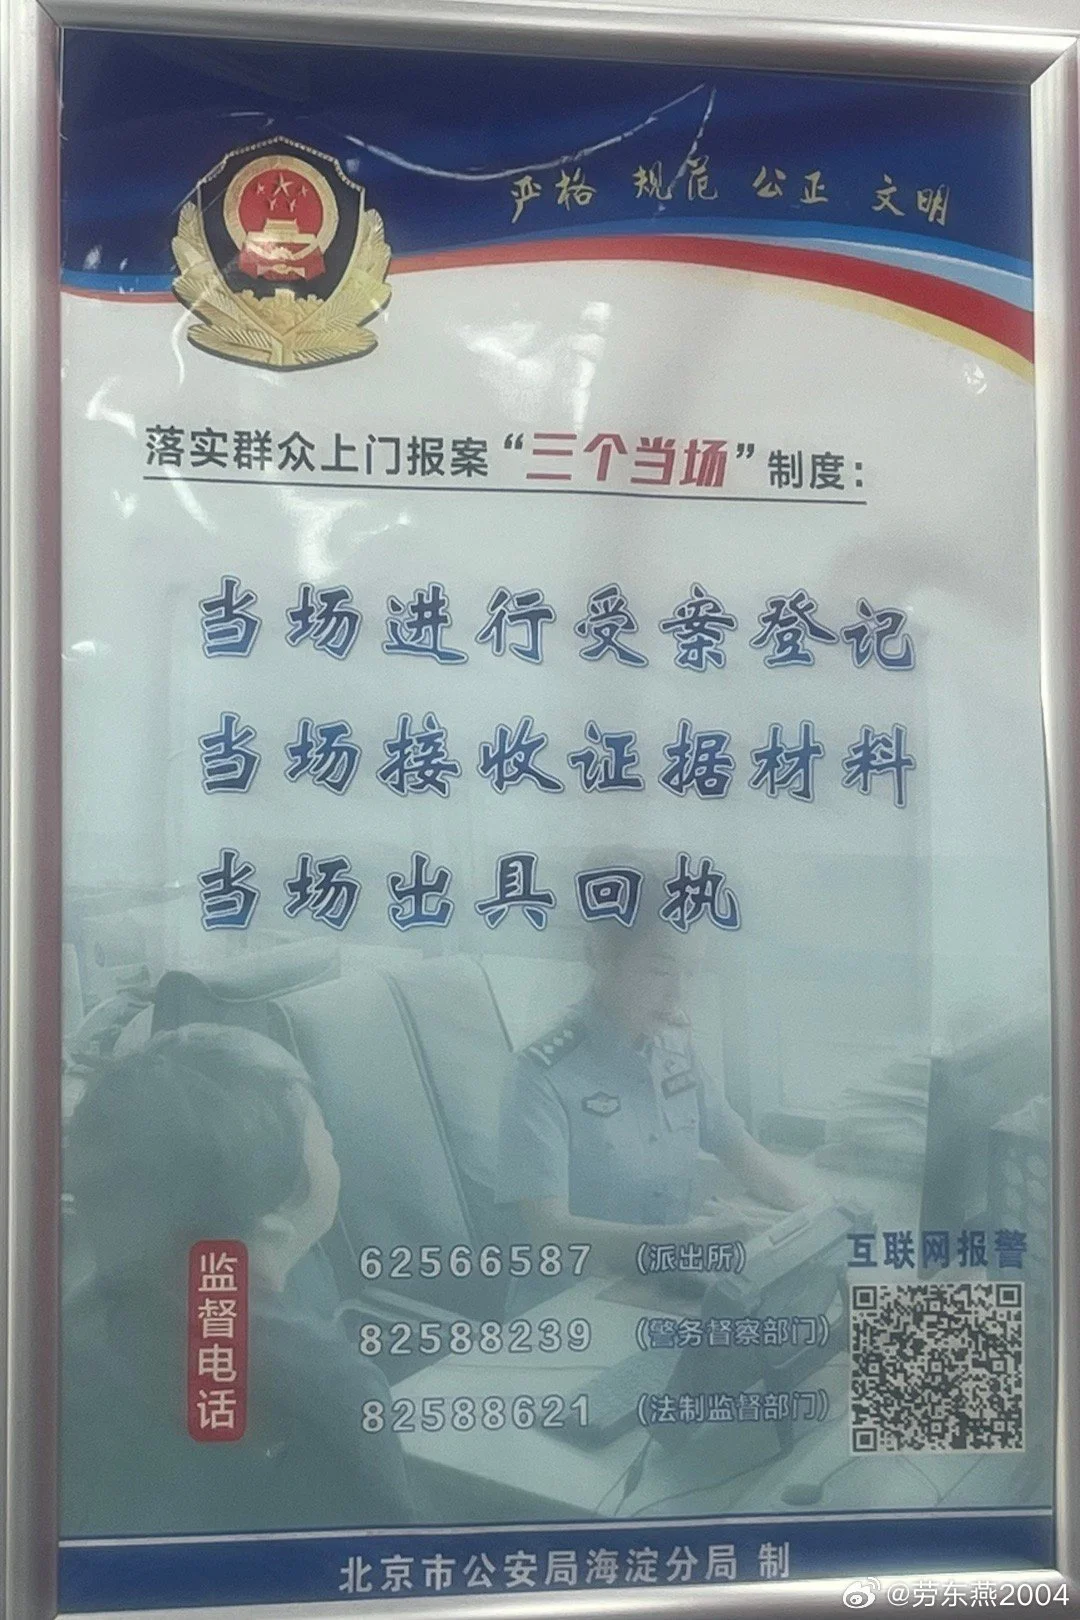 严格 规范 公正 文明
落实群众上门报案“三个当场”制度：
当场进行受案登记
当场接收证据材料
当场出具回执
监督电话
62566587 （派出所）
82588239 （警务督察部门）
82588621 （法制监督部门）
互联网报警
北京市公安局海淀分局 制
@劳东燕2004